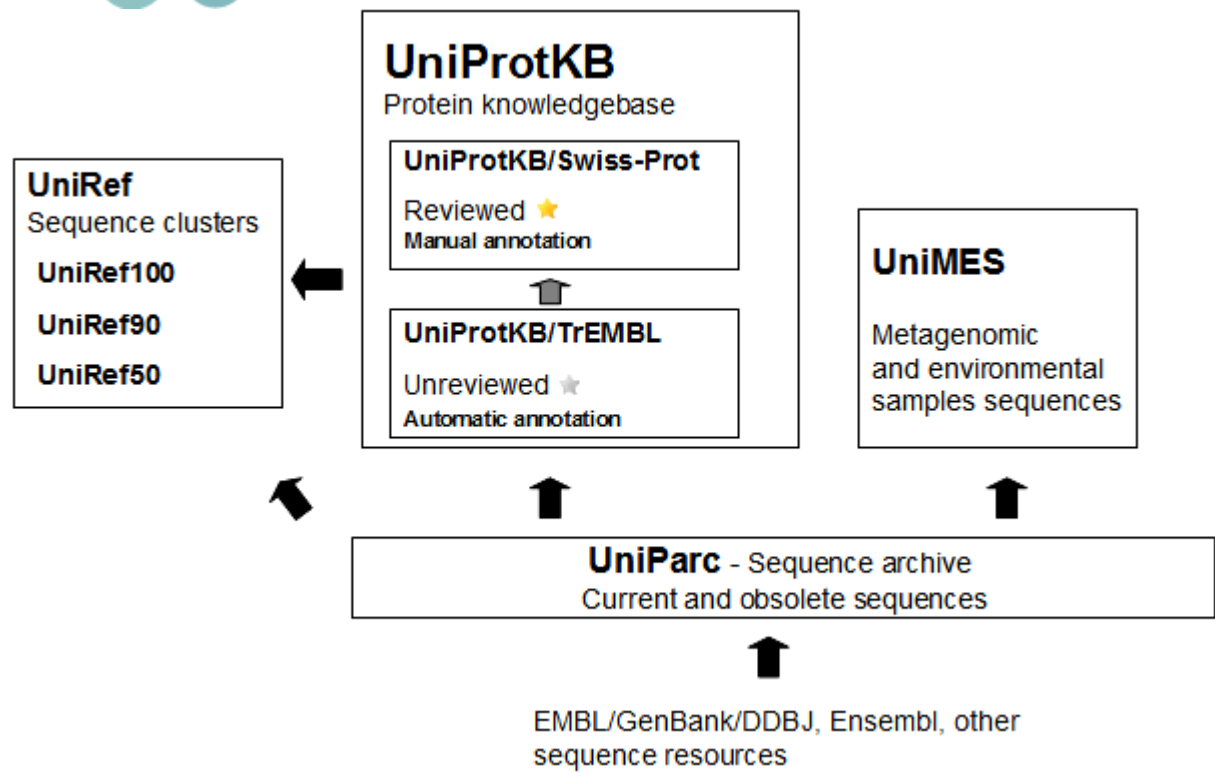 UniProtKB
Protein knowledgebase
UniProtKB/Swiss-Prot
Reviewed
Manual annotation
UniProtKB/TrEMBL
Unreviewed
Automatic annotation
UniRef
Sequence clusters
UniRef100
UniRef90
UniRef50
UniMES
Metagenomic
and environmental
samples sequences
UniParc - Sequence archive
Current and obsolete sequences
EMBL/GenBank/DDBJ, Ensembl, other
sequence resources